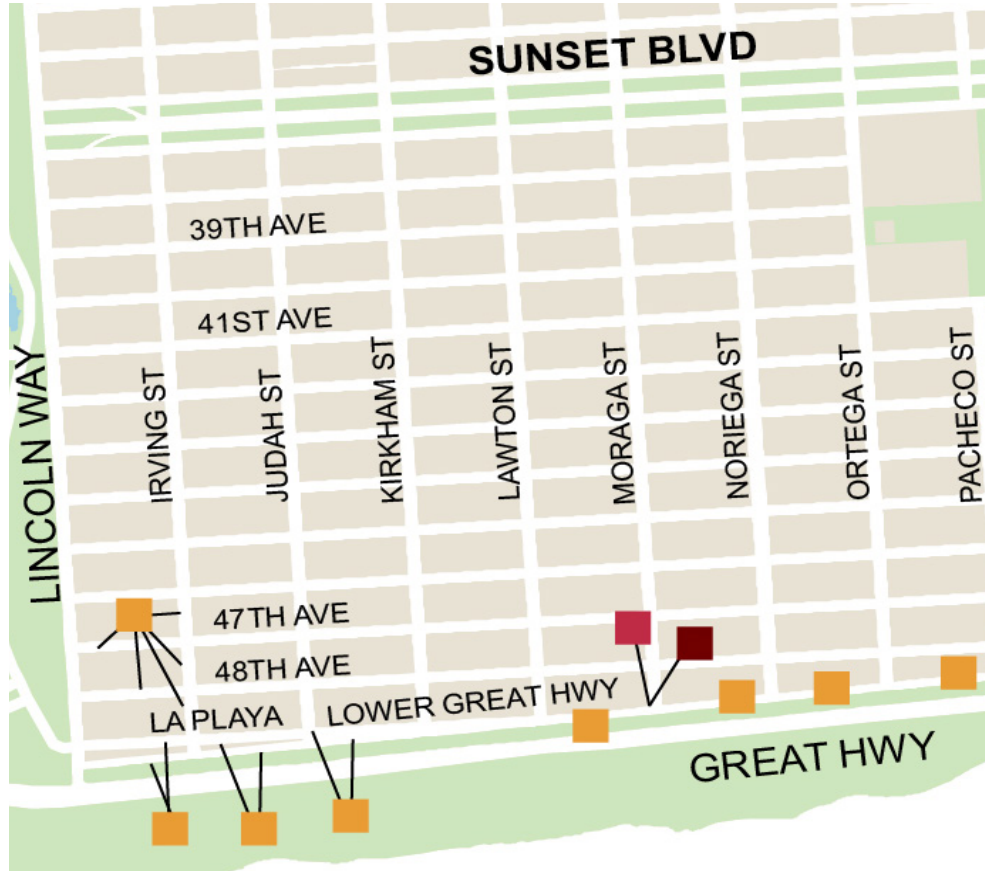 SUNSET BLVD
39TH AVE
41ST AVE
LINCOLN WAY
IRVING ST
JUDAH ST
KIRKHAM ST
LAWTON ST
MORAGA ST
NORIEGA ST
ORTEGA ST
PACHECO ST
47TH AVE
48TH AVE
LA PLAYA
LOWER GREAT HWY
GREAT HWY